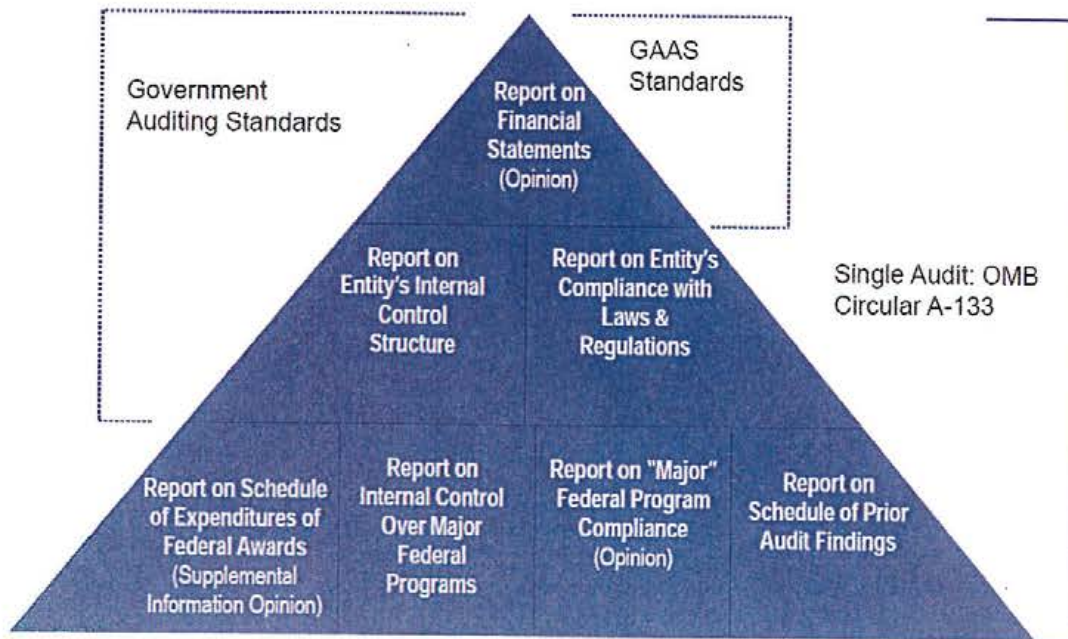 Government
Auditing Standards
GAAS
Standards
Report on
Financial
Statements
(Opinion)
Report on
Entity's Internal
Control
Structure
Report on Entity's
Compliance with
Laws &
Regulations
Single Audit: OMB
Circular A-133
Report on Schedule
of Expenditures of
Federal Awards
(Supplemental
Information Opinion)
Report on
Internal Control
Over Major
Federal
Programs
Report on "Major"
Federal Program
Compliance
(Opinion)
Report on
Schedule of Prior
Audit Findings